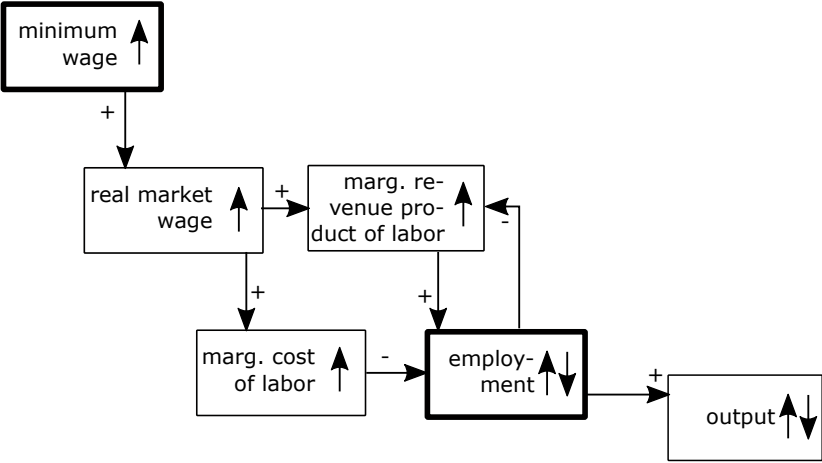 minimum
wage
+
real market
wage
+
marg. re-
venue pro-
duct of labor
-
+
+
marg. cost
of labor
-
employ-
ment
+
output